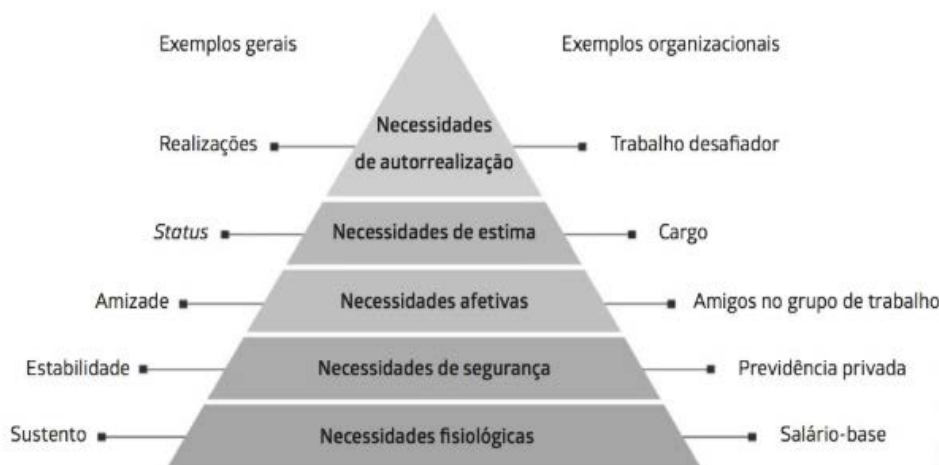 Exemplos gerais
Exemplos organizacionais
Realizações
Necessidades
de autorrealização
Trabalho desafiador
Status
Necessidades de estima
Cargo
Amizade
Necessidades afetivas
Amigos no grupo de trabalho
Estabilidade
Necessidades de segurança
Previdência privada
Sustento
Necessidades fisiológicas
Salário-base